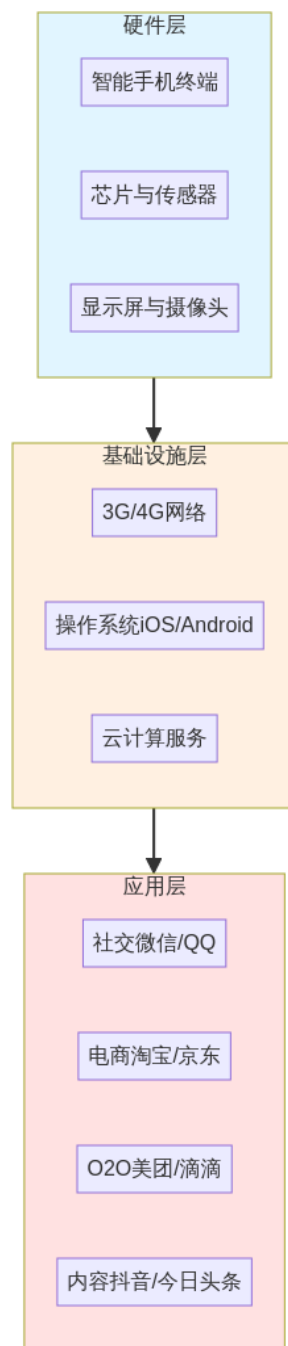 硬件层
智能手机终端
芯片与传感器
显示屏与摄像头
基础设施层
3G/4G网络
操作系统iOS/Android
云计算服务
应用层
社交微信/QQ
电商淘宝/京东
O2O美团/滴滴
内容抖音/今日头条